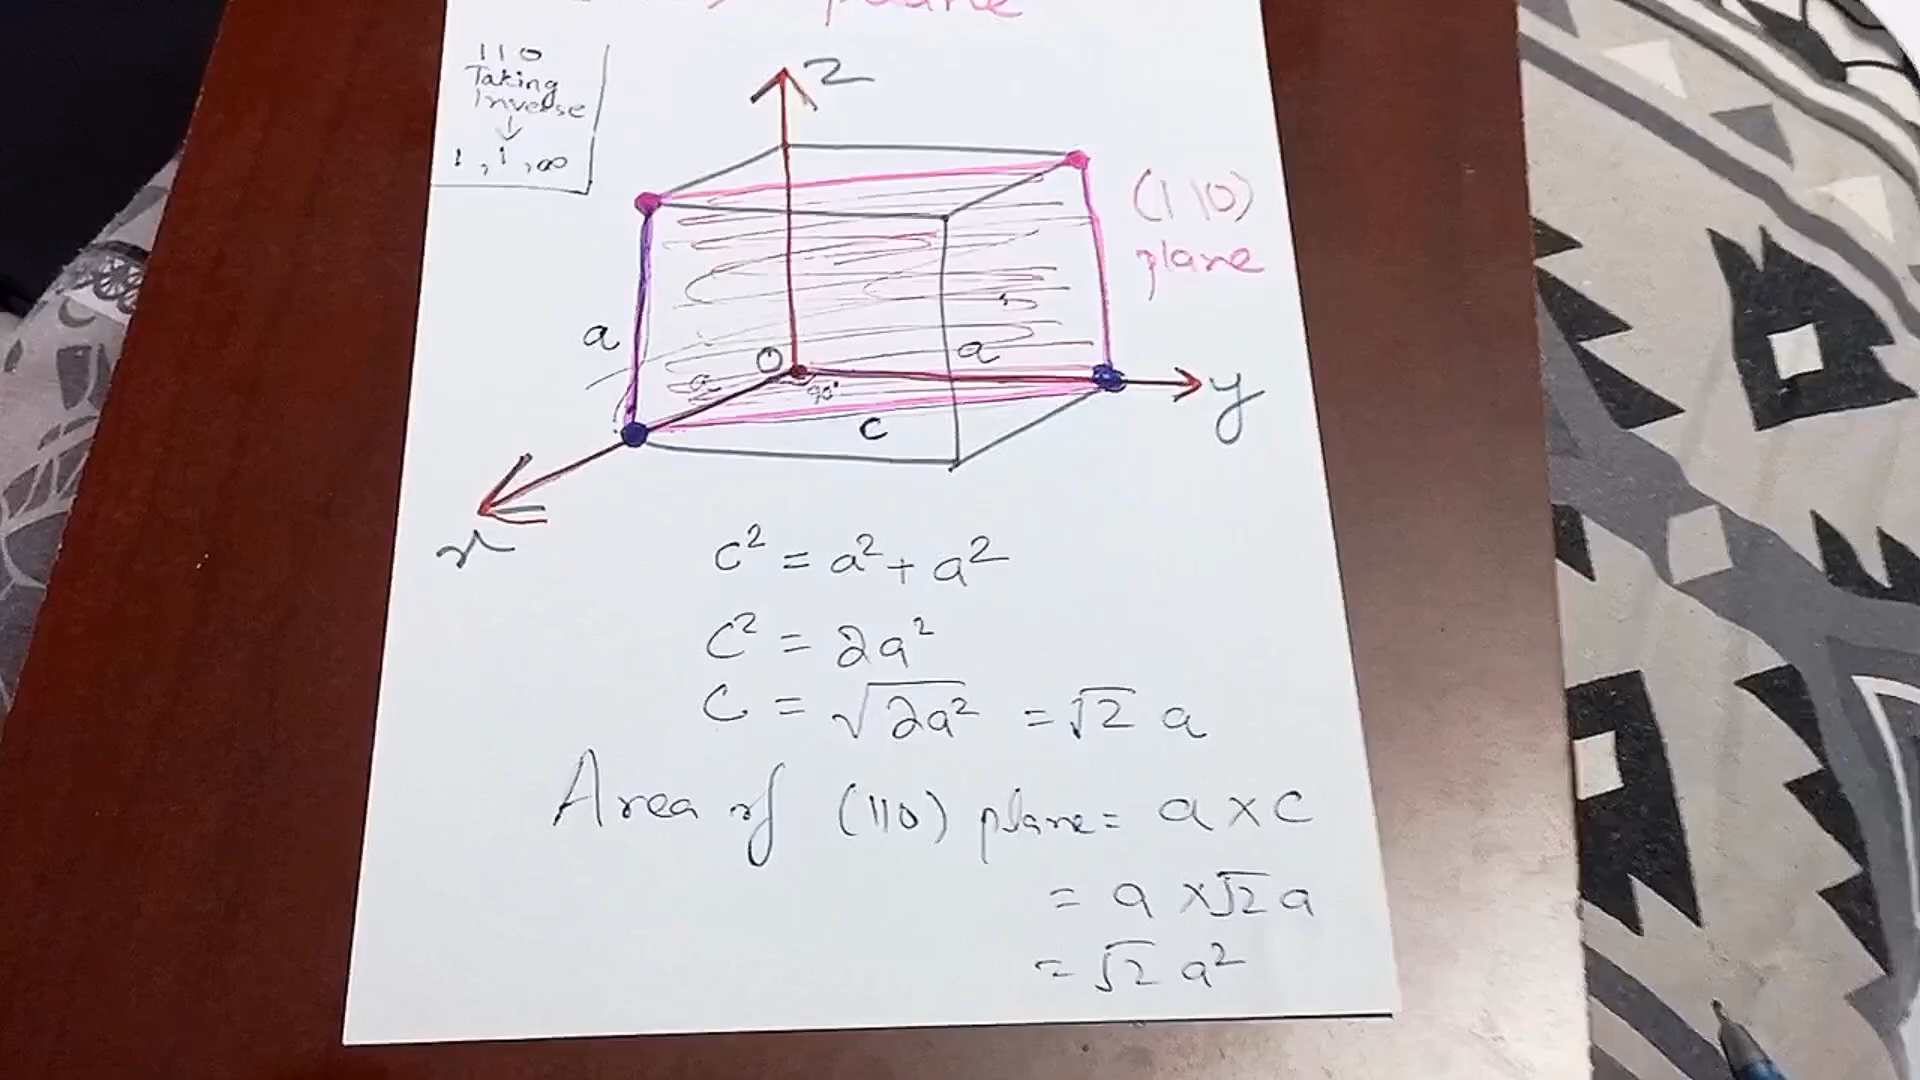 plane
110
Taking
Inverse
↓
1, 1, ∞
z
(110)
plane
a
O
a
a
90°
y
c
x
c² = a² + a²
c² = 2a²
c = √2a² = √2 a
Area of (110) plane = a × c
= a × √2 a
= √2 a²